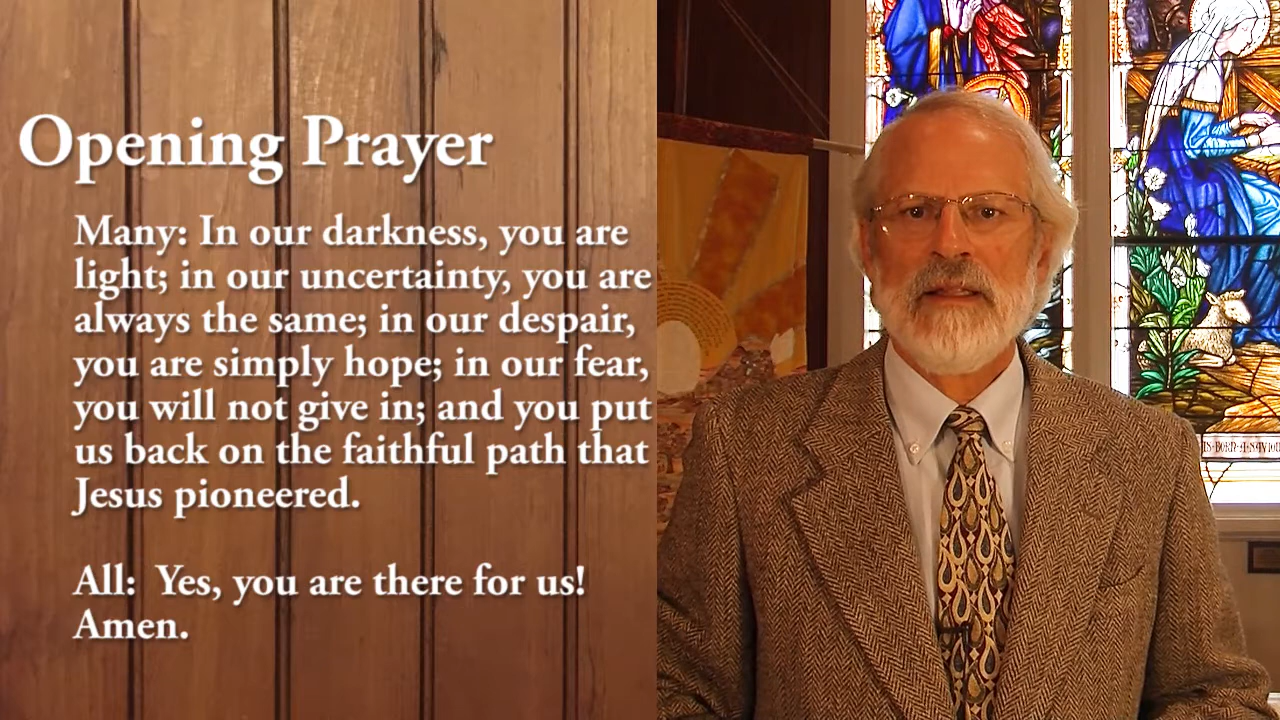 Opening Prayer
Many: In our darkness, you are
light; in our uncertainty, you are
always the same; in our despair,
you are simply hope; in our fear,
you will not give in; and you put
us back on the faithful path that
Jesus pioneered.
All: Yes, you are there for us!
Amen.